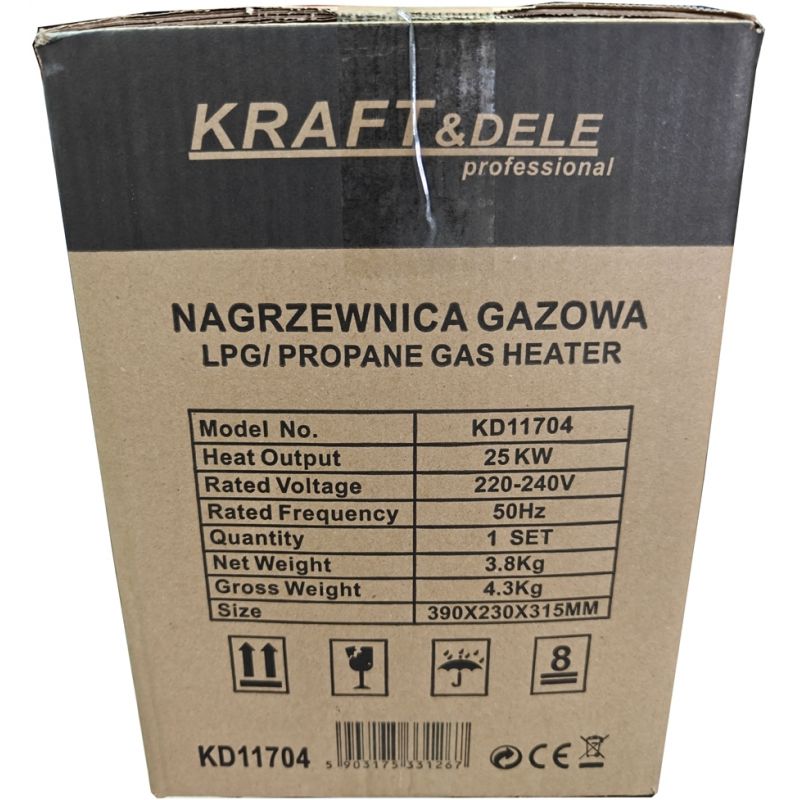 KRAFT&DELE
professional
NAGRZEWNICA GAZOWA
LPG/ PROPANE GAS HEATER
Model No. KD11704
Heat Output 25 KW
Rated Voltage 220-240V
Rated Frequency 50Hz
Quantity 1 SET
Net Weight 3.8Kg
Gross Weight 4.3Kg
Size 390X230X315MM
8
KD11704 5 903175 331267 CE